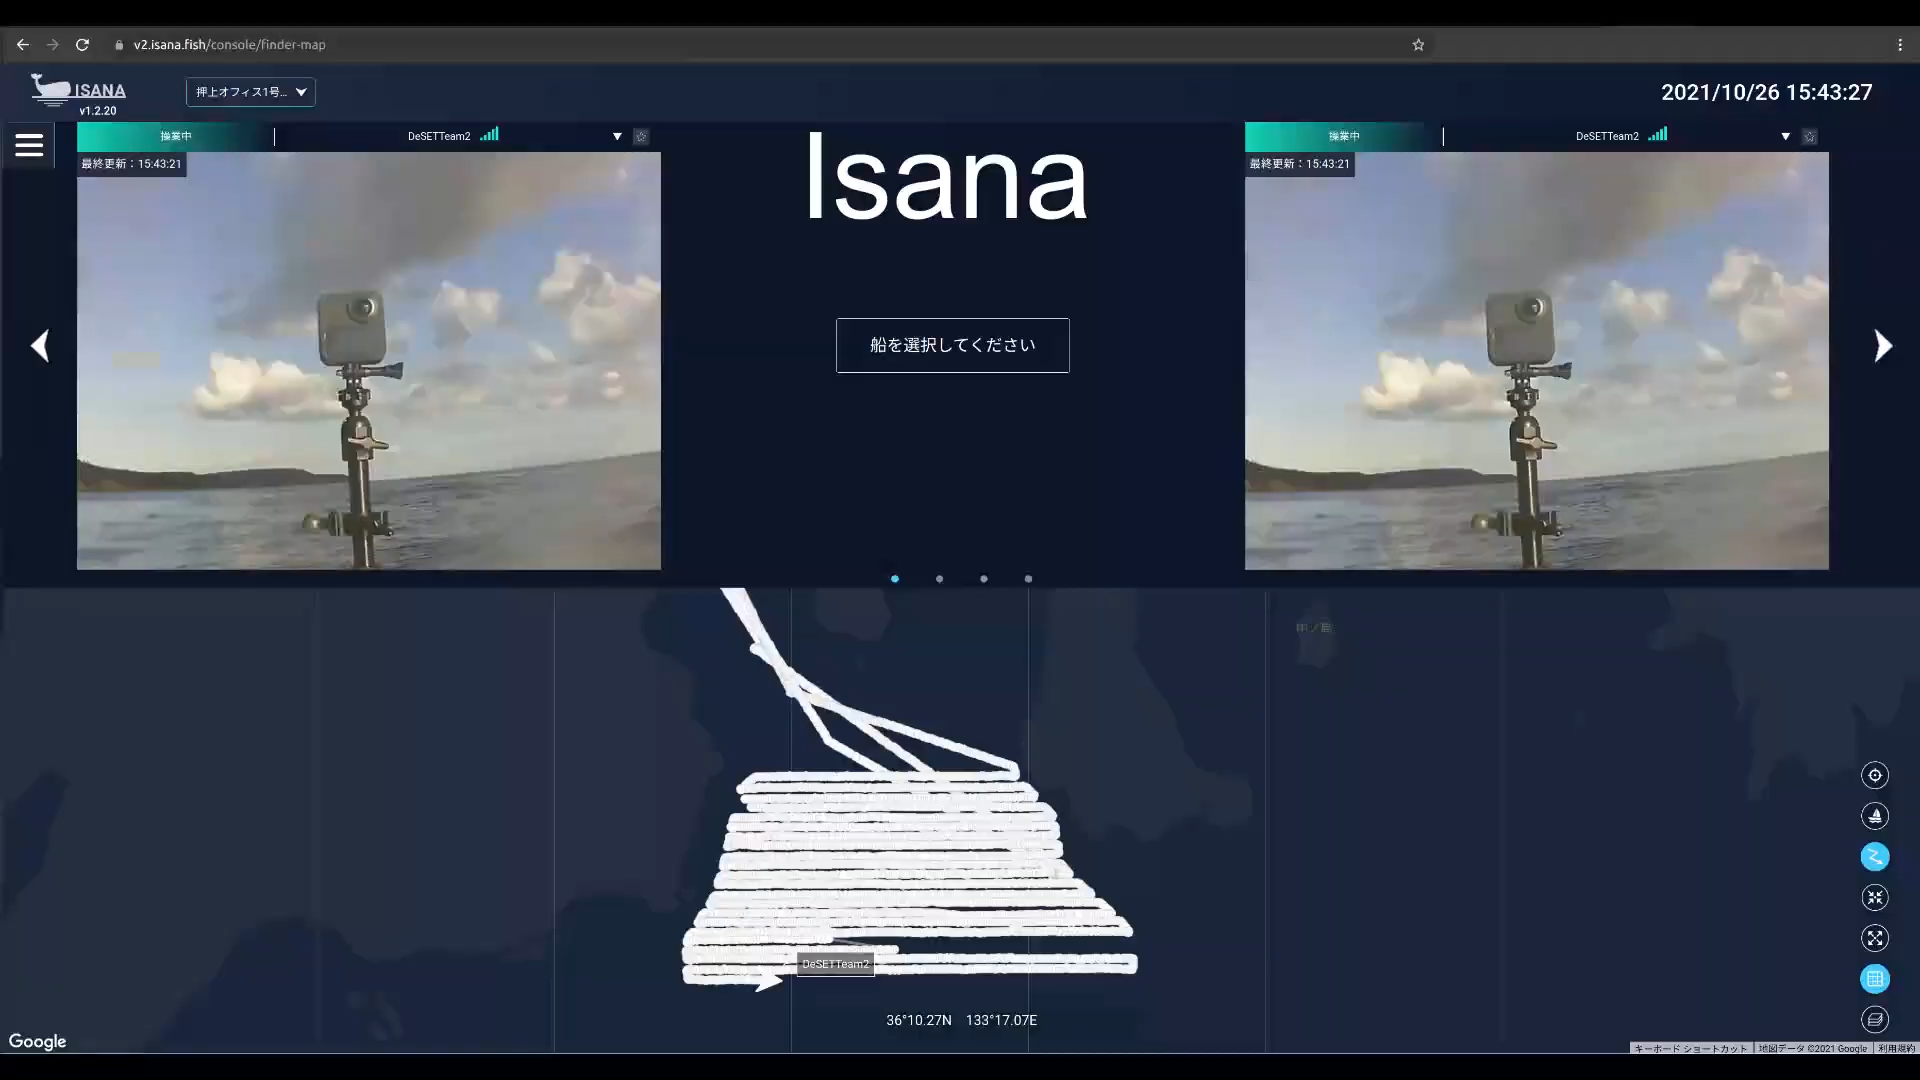 v2.isana.fish/console/finder-map
ISANA
v1.2.20
押上オフィス1号...
2021/10/26 15:43:27
操業中
DeSETTeam2
最終更新：15:43:21
Isana
船を選択してください
操業中
DeSETTeam2
最終更新：15:43:21
中ノ島
DeSETTeam2
36°10.27N 133°17.07E
Google
キーボード ショートカット
地図データ ©2021 Google
利用規約